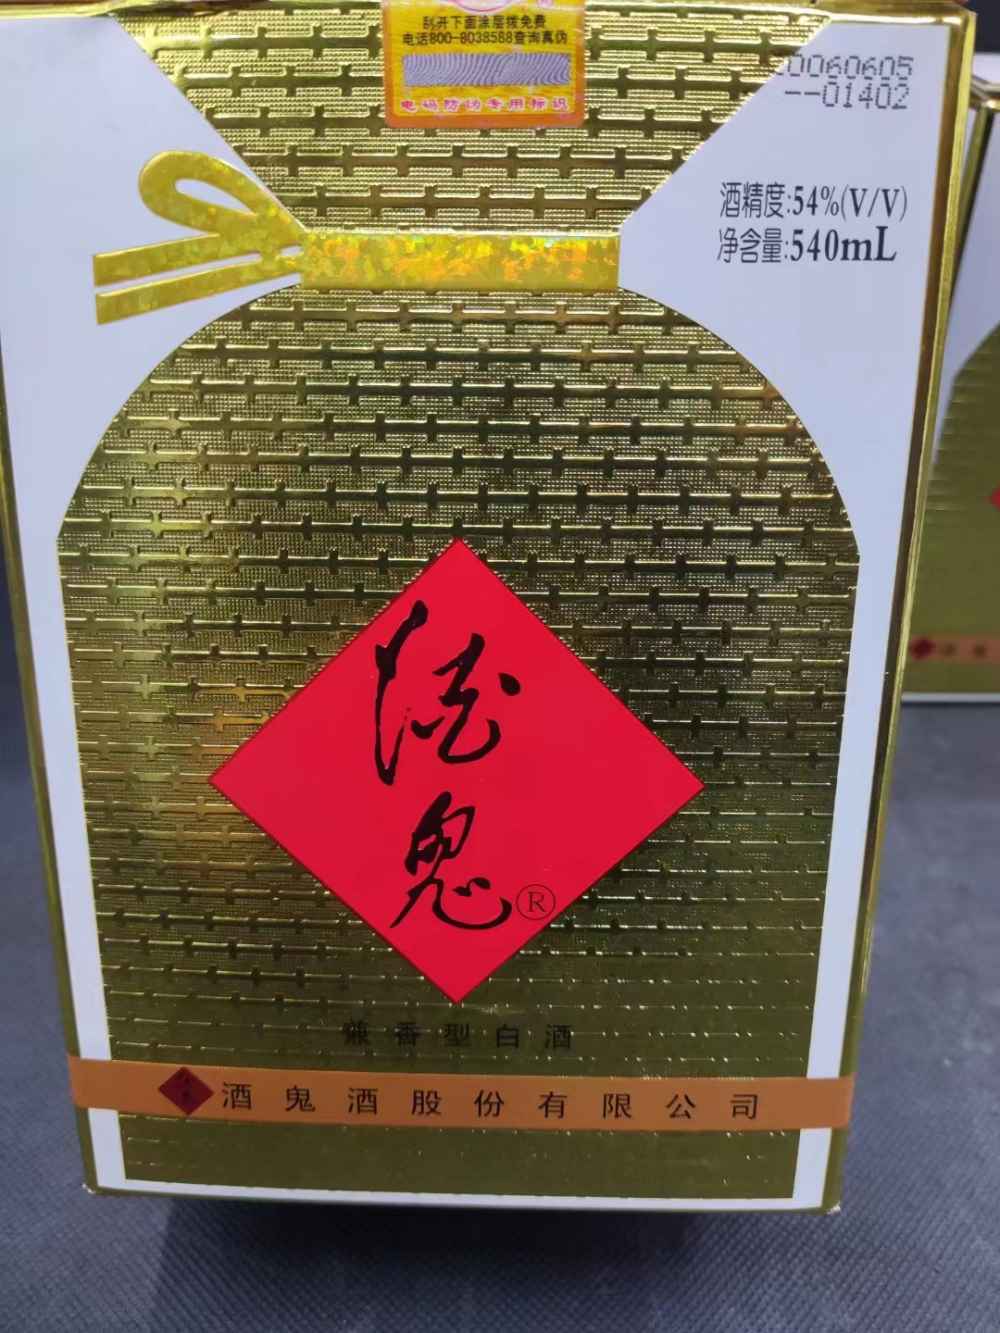 刮开下面涂层拨免费
电话800-8038588查询真伪
电码防伪专用标识
20060605
--01402
酒精度:54%(V/V)
净含量:540mL
酒
鬼®
兼香型白酒
酒鬼酒股份有限公司